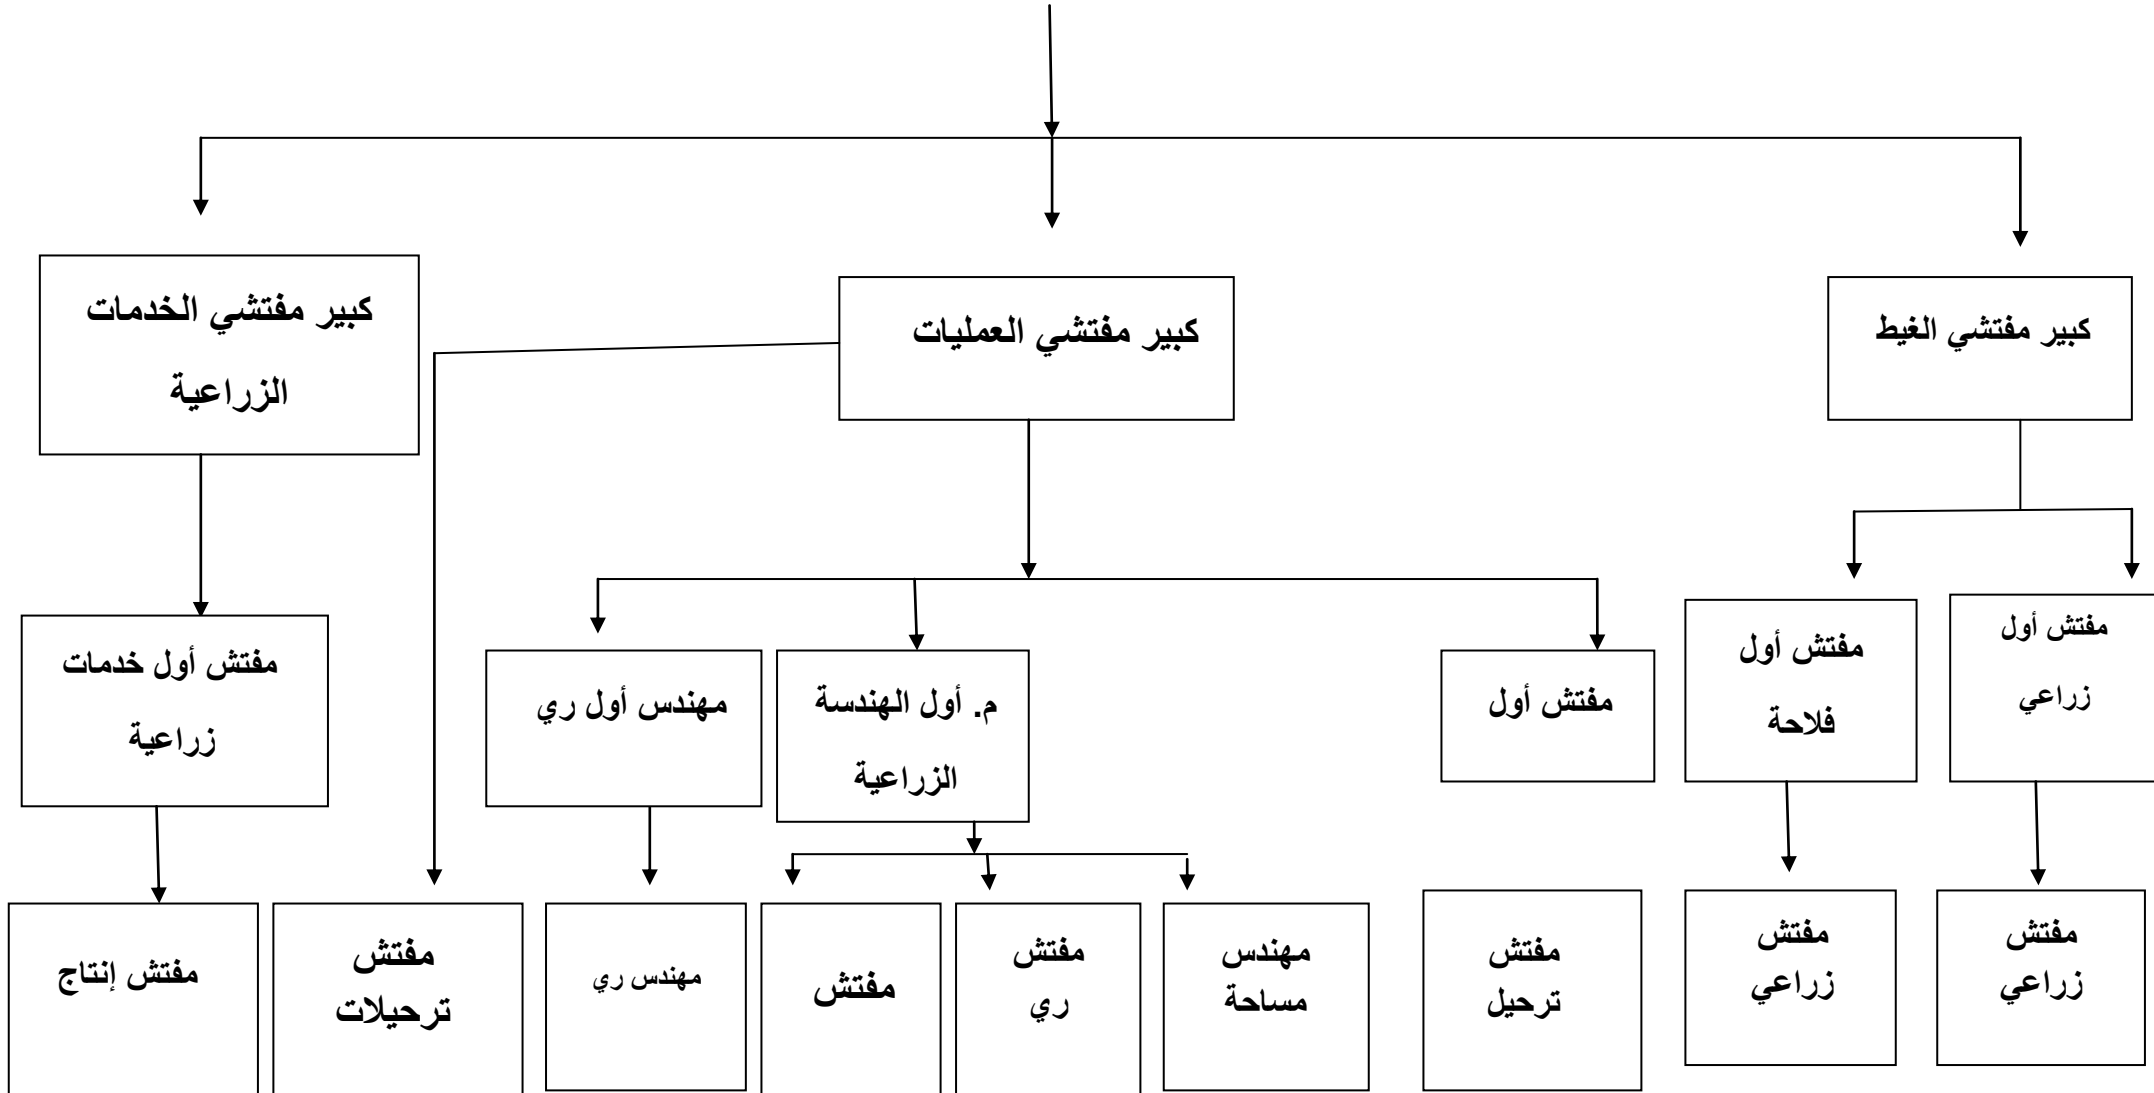 كبير مفتشي الغيط
كبير مفتشي العمليات
كبير مفتشي الخدمات
الزراعية
مفتش أول
زراعي
مفتش أول
فلاحة
مفتش أول
م. أول الهندسة
الزراعية
مهندس أول ري
مفتش أول خدمات
زراعية
مفتش
زراعي
مفتش
زراعي
مفتش
ترحيل
مهندس
مساحة
مفتش
ري
مفتش
مهندس ري
مفتش
ترحيلات
مفتش إنتاج